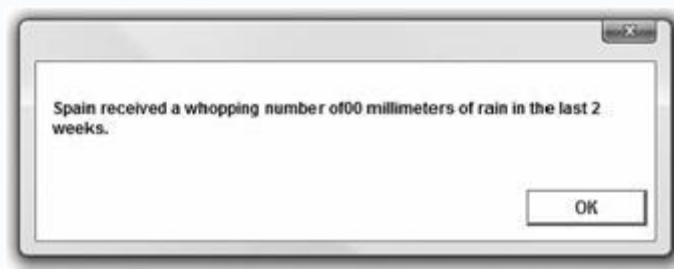 Spain received a whopping number of00 millimeters of rain in the last 2
weeks.
OK